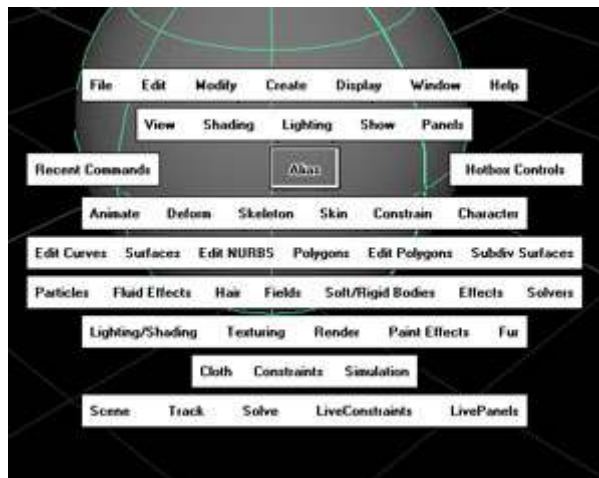 File Edit Modify Create Display Window Help
View Shading Lighting Show Panels
Recent Commands Alias Hotbox Controls
Animate Deform Skeleton Skin Constrain Character
Edit Curves Surfaces Edit NURBS Polygons Edit Polygons Subdiv Surfaces
Particles Fluid Effects Hair Fields Soft/Rigid Bodies Effects Solvers
Lighting/Shading Texturing Render Paint Effects Fur
Cloth Constraints Simulation
Scene Track Solve LiveConstraints LivePanels